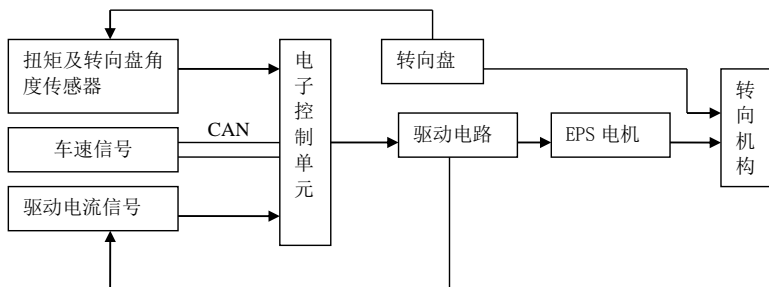 扭矩及转向盘角
度传感器
车速信号
驱动电流信号
CAN
电
子
控
制
单
元
转向盘
驱动电路
EPS 电机
转
向
机
构